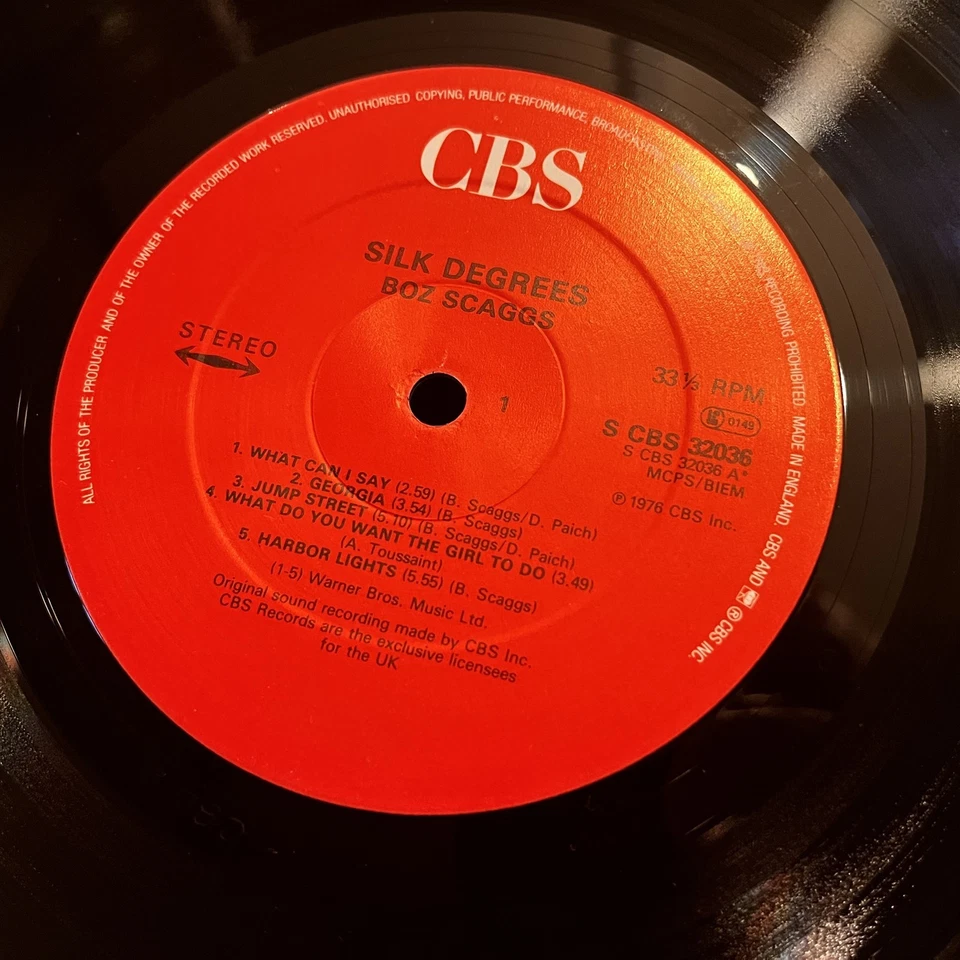 ALL RIGHTS OF THE PRODUCER AND OF THE OWNER OF THE RECORDED WORK RESERVED. UNAUTHORISED COPYING, PUBLIC PERFORMANCE, BROADCASTING RECORDING PROHIBITED. MADE IN ENGLAND. CBS AND ® CBS INC.
CBS
SILK DEGREES
BOZ SCAGGS
STEREO
33⅓ RPM
0149
1
S CBS 32036
S CBS 32036 A*
MCPS/BIEM
℗ 1976 CBS Inc.
1. WHAT CAN I SAY (2.59) (B. Scaggs/D. Paich)
2. GEORGIA (3.54) (B. Scaggs)
3. JUMP STREET (5.10) (B. Scaggs/D. Paich)
4. WHAT DO YOU WANT THE GIRL TO DO (3.49)
(A. Toussaint)
5. HARBOR LIGHTS (5.55) (B. Scaggs)
(1-5) Warner Bros. Music Ltd.
Original sound recording made by CBS Inc.
CBS Records are the exclusive licensees
for the UK